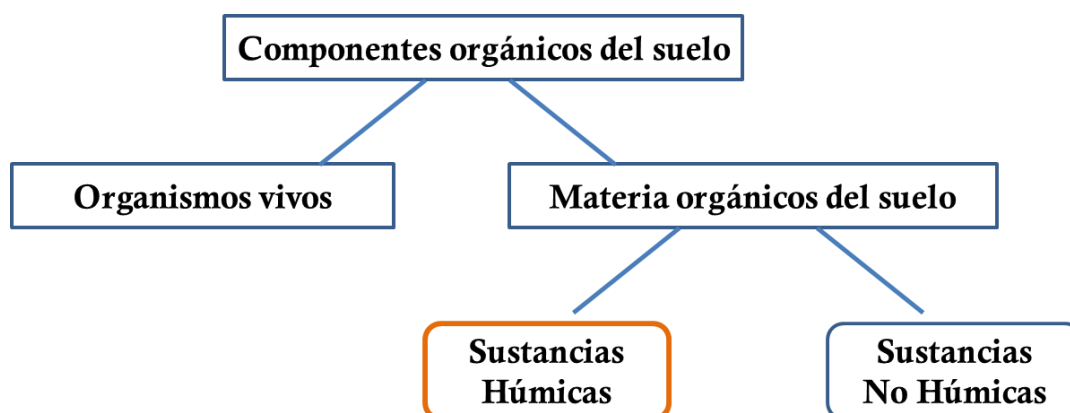 Componentes orgánicos del suelo
Organismos vivos
Materia orgánicos del suelo
Sustancias
Húmicas
Sustancias
No Húmicas